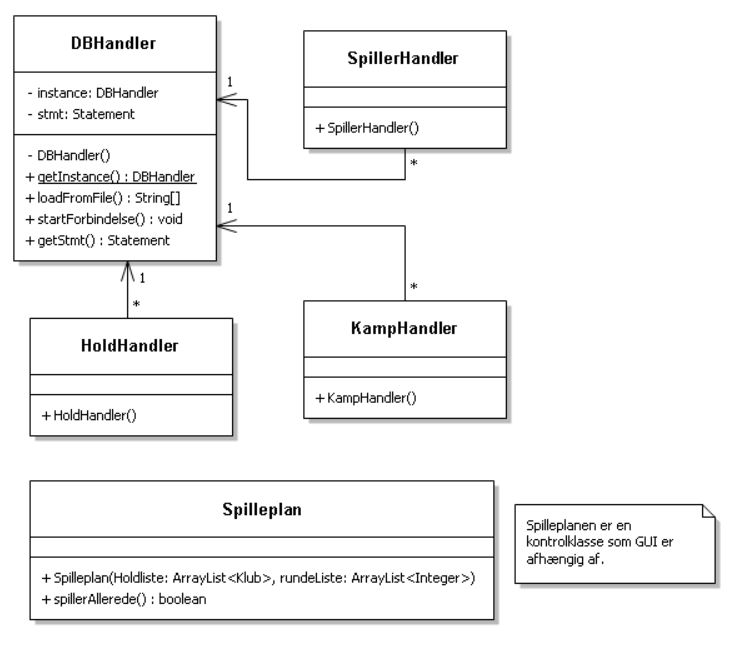 DBHandler
- instance: DBHandler
- stmt: Statement
- DBHandler()
+ getInstance() : DBHandler
+ loadFromFile() : String[]
+ startForbindelse() : void
+ getStmt() : Statement
1
SpillerHandler
+ SpillerHandler()
*
1
*
KampHandler
+ KampHandler()
1
*
HoldHandler
+ HoldHandler()
Spilleplan
+ Spilleplan(Holdliste: ArrayList<Klub>, rundeListe: ArrayList<Integer>)
+ spillerAllerede() : boolean
Spilleplanen er en
kontrolklasse som GUI er
afhængig af.